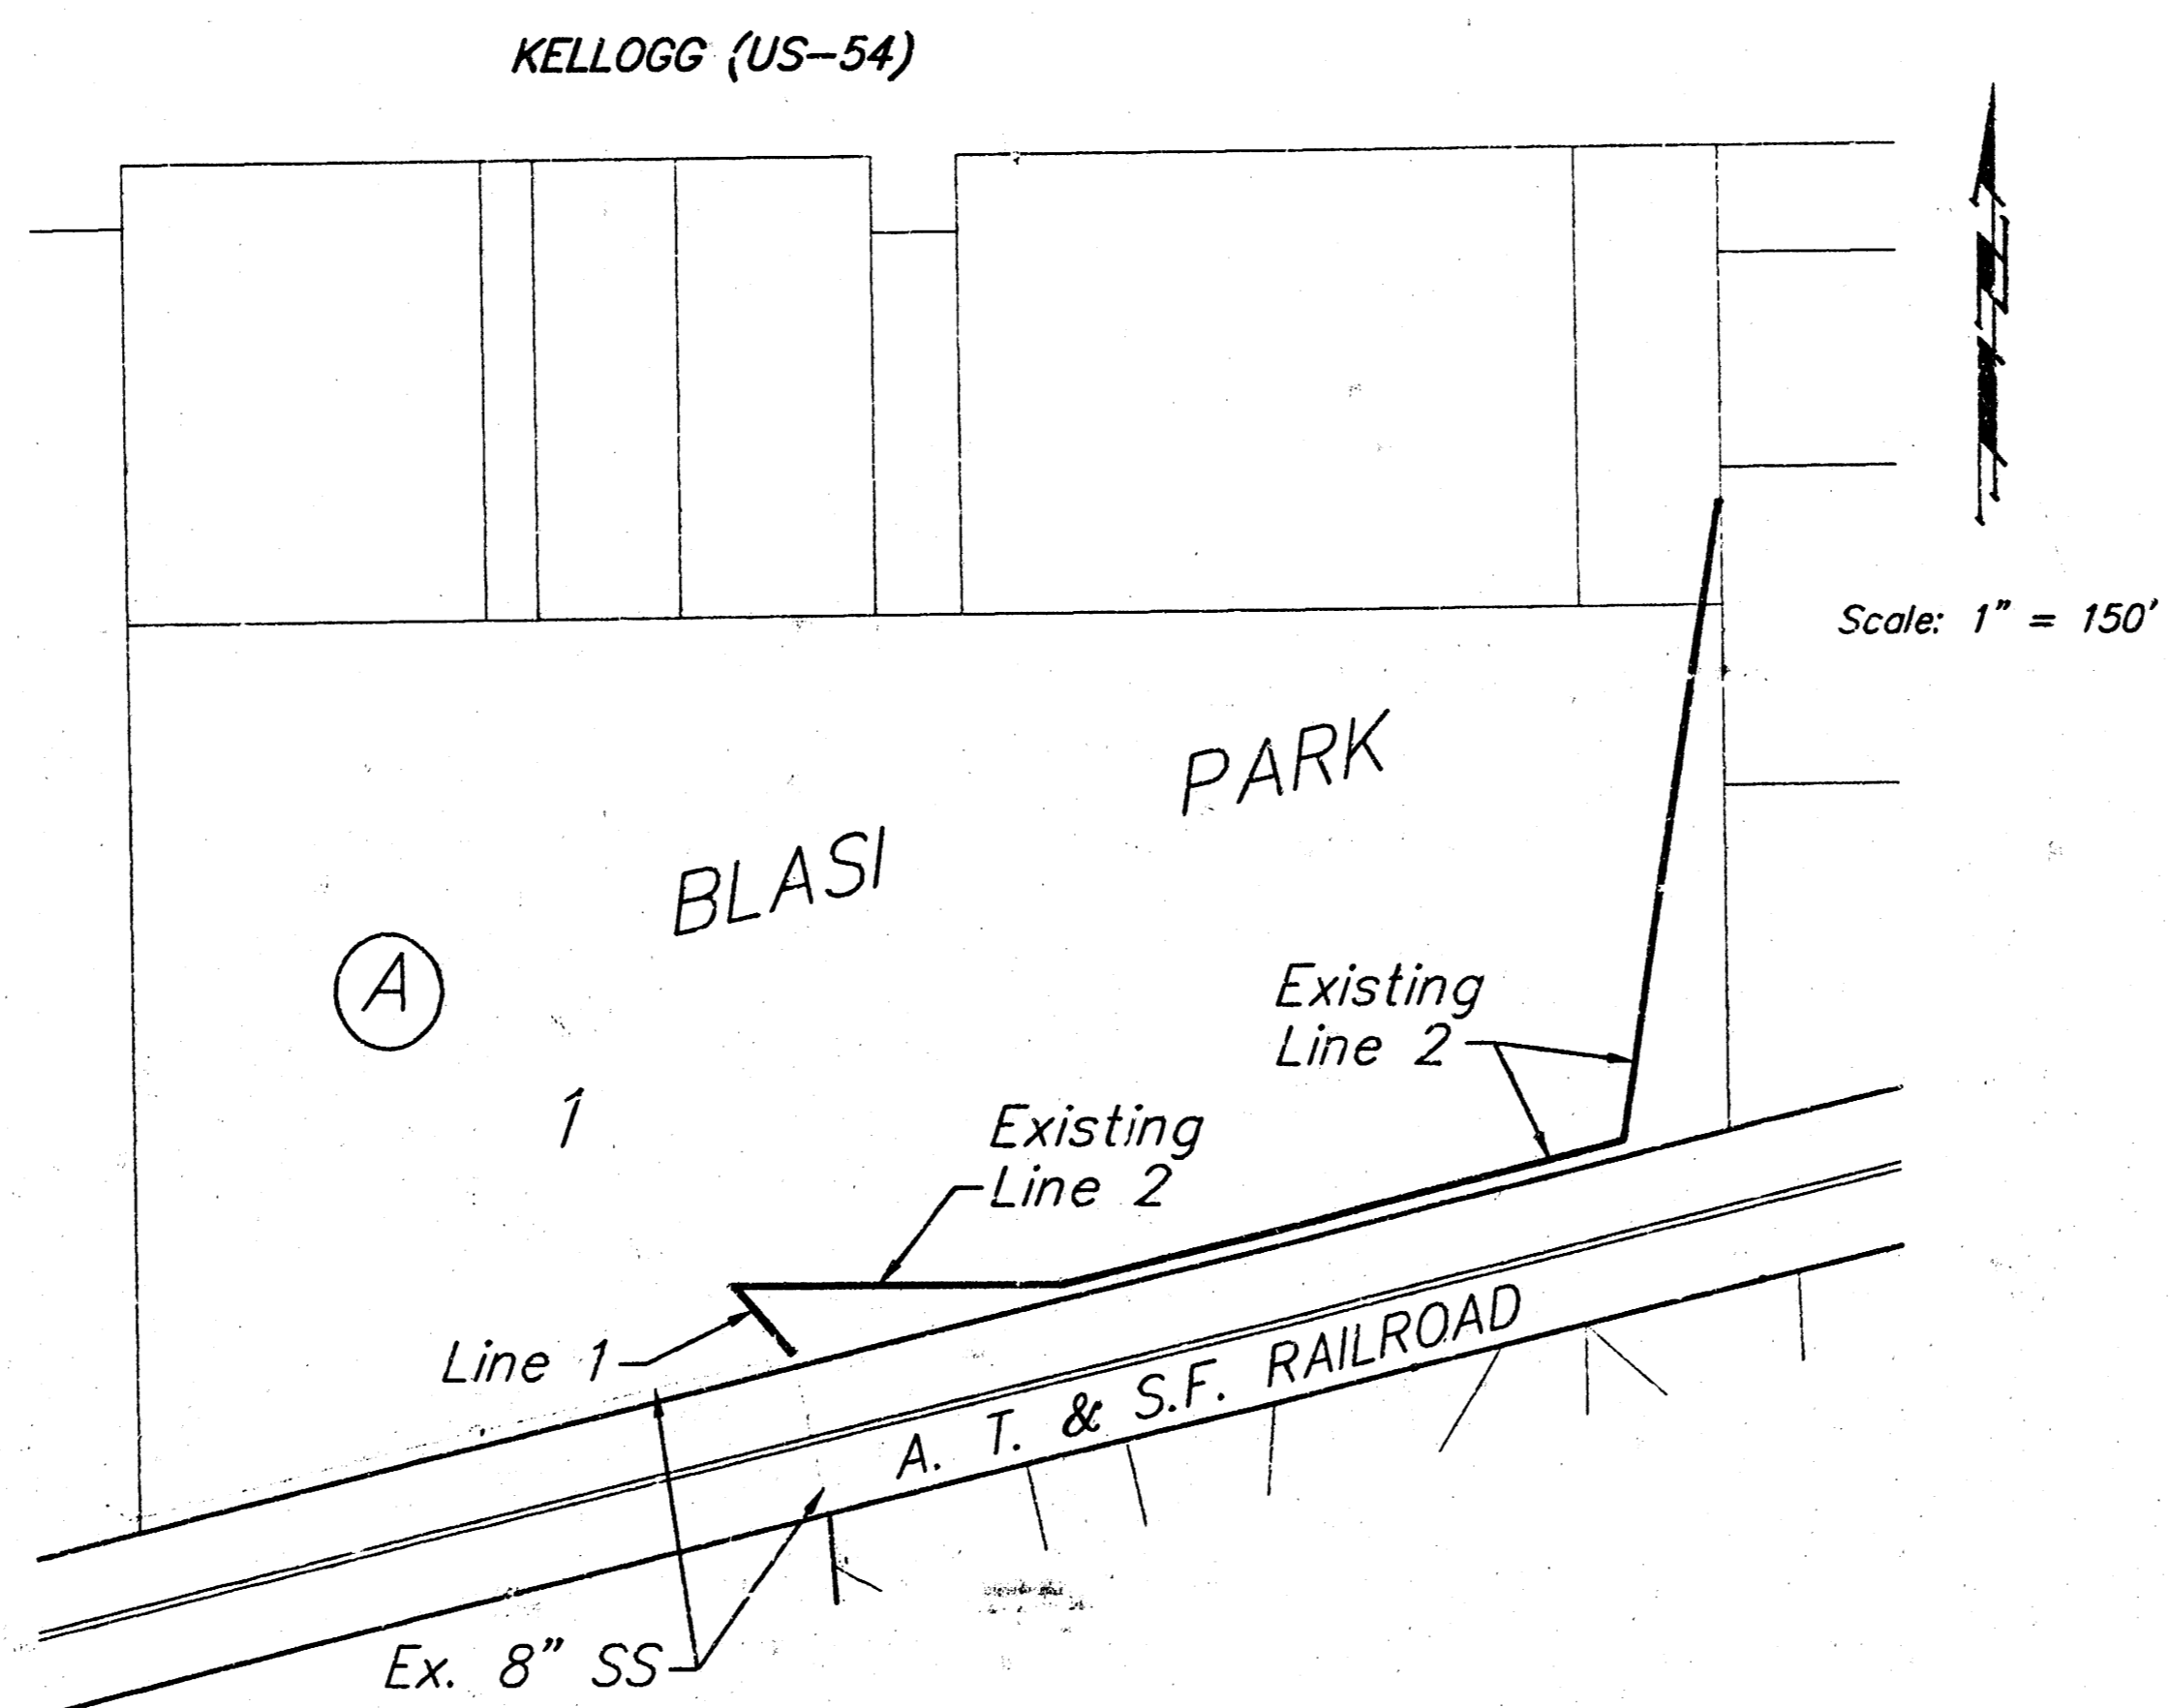 KELLOGG (US-54)
Scale: 1" = 150'
PARK
BLASI
A
Existing
Line 2
1
Existing
Line 2
Line 1
A. T. & S.F. RAILROAD
Ex. 8" SS